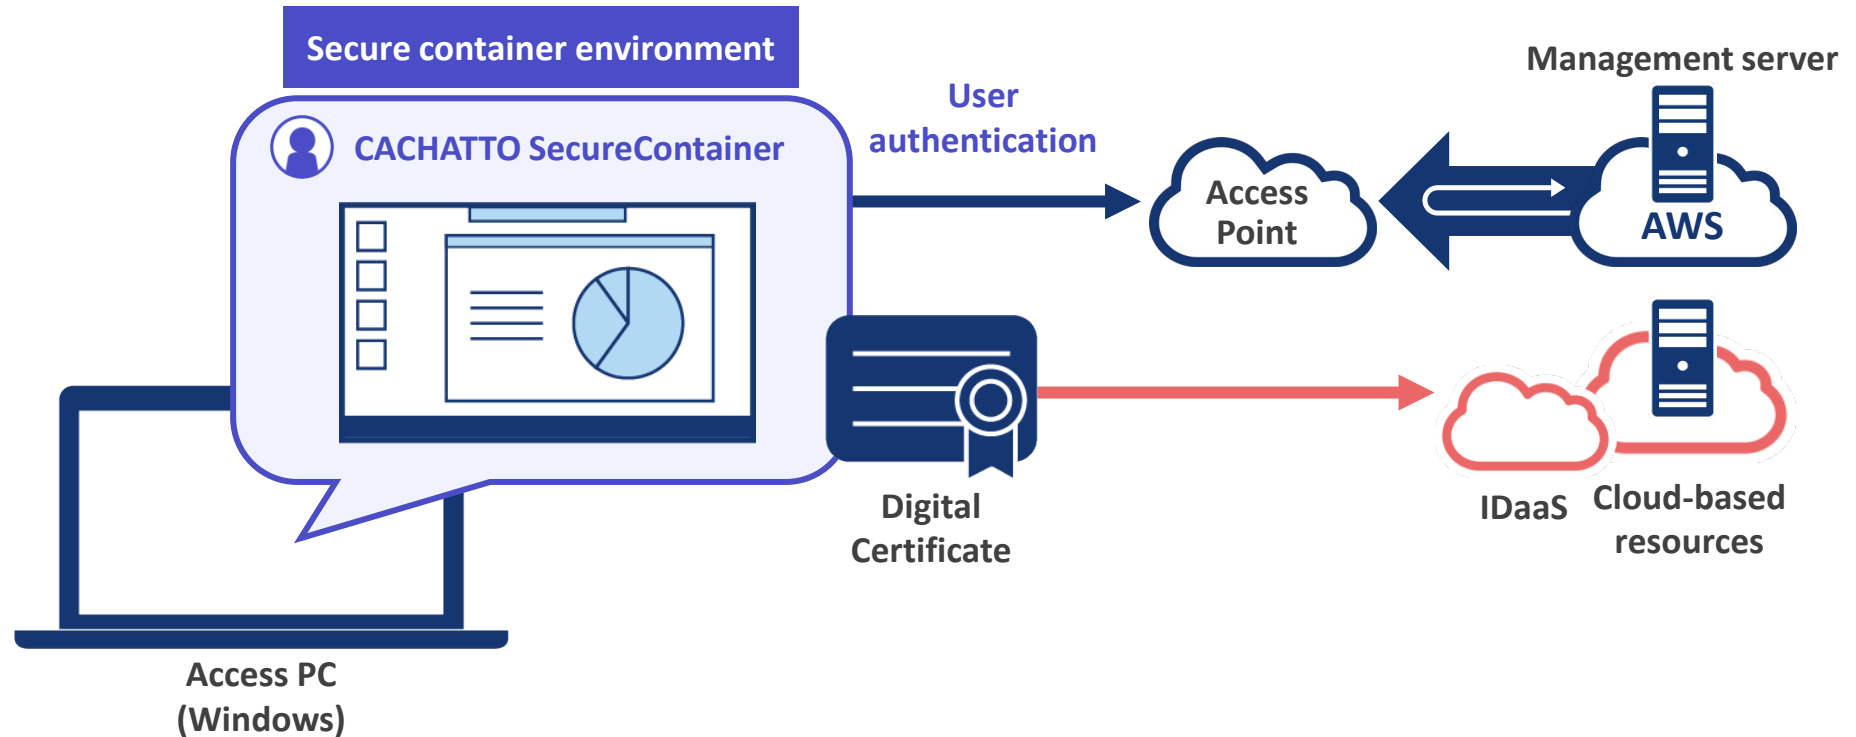 Secure container environment
CACHATTO SecureContainer
User
authentication
Access
Point
Management server
AWS
Digital
Certificate
IDaaS
Cloud-based
resources
Access PC
(Windows)